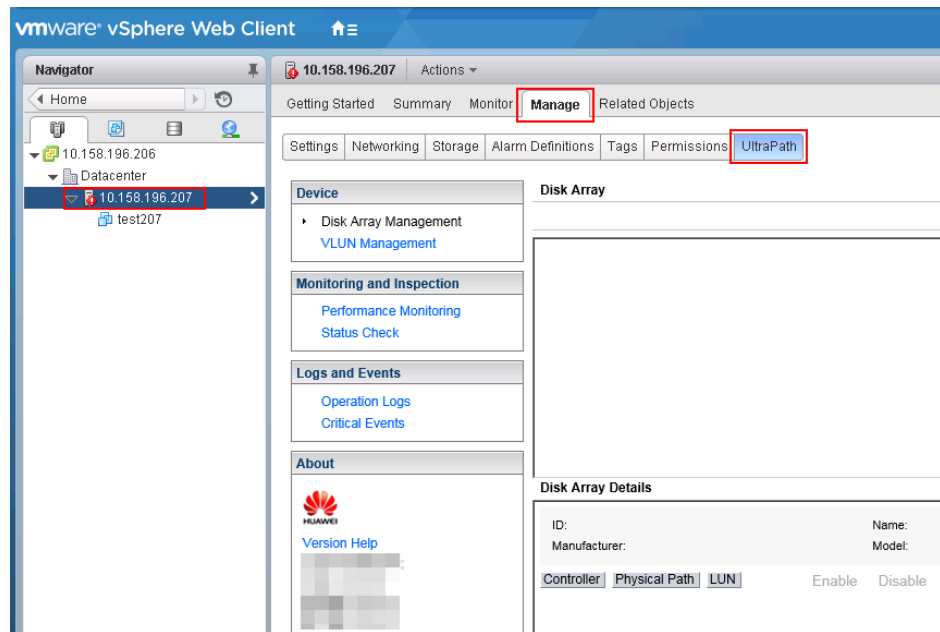 vmware® vSphere Web Client
Navigator
Home
10.158.196.206
Datacenter
10.158.196.207
test207
10.158.196.207 Actions
Getting Started Summary Monitor Manage Related Objects
Settings Networking Storage Alarm Definitions Tags Permissions UltraPath
Device
Disk Array Management
VLUN Management
Monitoring and Inspection
Performance Monitoring
Status Check
Logs and Events
Operation Logs
Critical Events
About
HUAWEI
Version Help
Disk Array
Disk Array Details
ID: Name:
Manufacturer: Model:
Controller Physical Path LUN Enable Disable